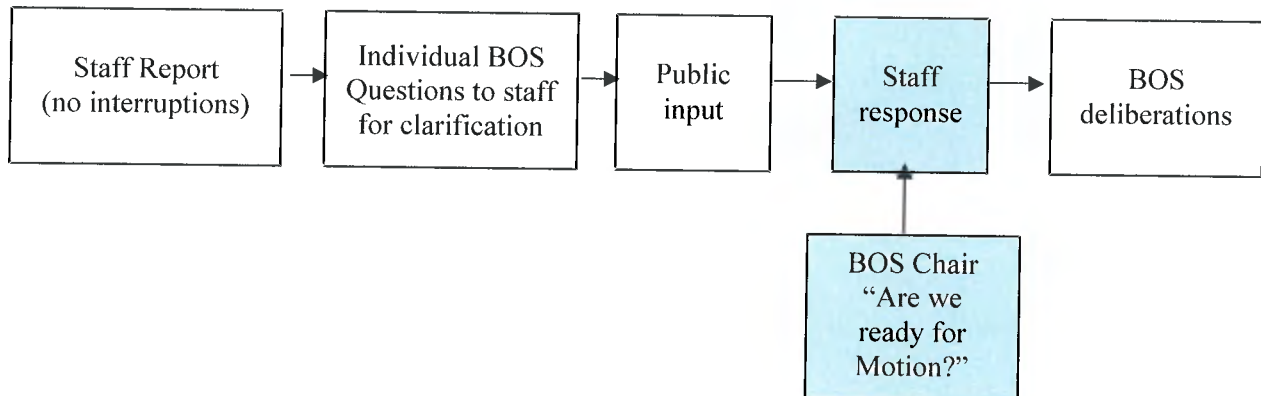 Staff Report
(no interruptions)
Individual BOS
Questions to staff
for clarification
Public
input
Staff
response
BOS
deliberations
BOS Chair
“Are we
ready for
Motion?”